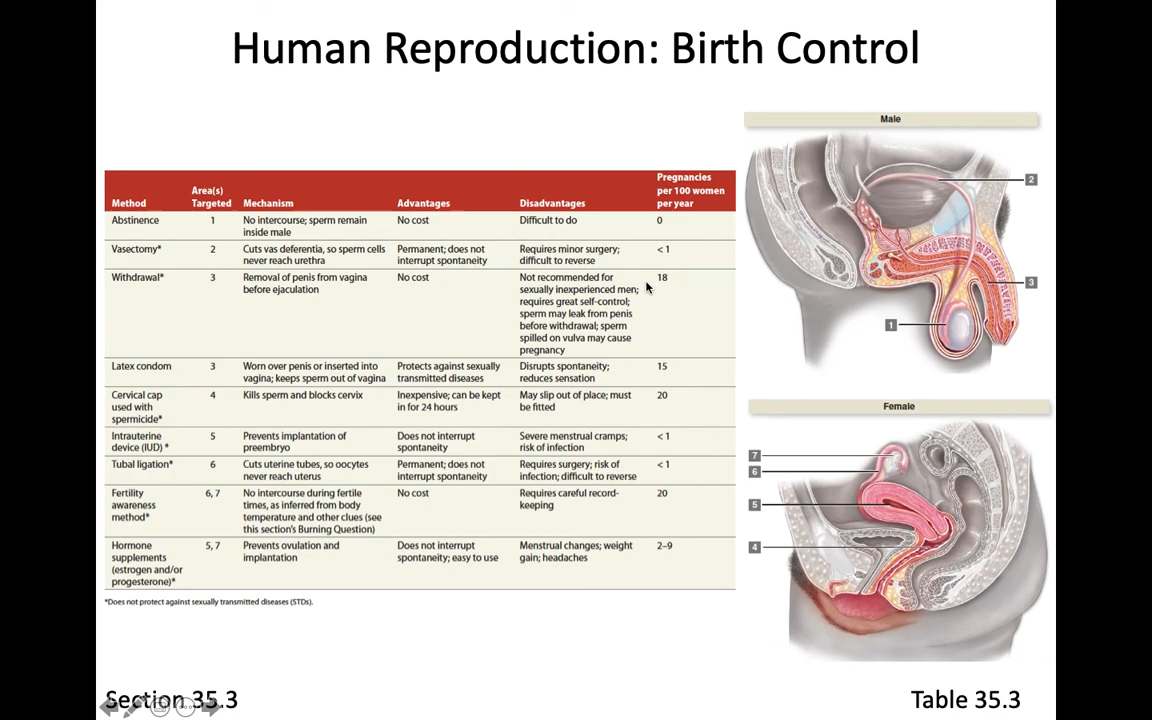 Human Reproduction: Birth Control
Method
Area(s)
Targeted
Mechanism
Advantages
Disadvantages
Pregnancies
per 100 women
per year
Abstinence
1
No intercourse; sperm remain
inside male
No cost
Difficult to do
0
Vasectomy*
2
Cuts vas deferentia, so sperm cells
never reach urethra
Permanent; does not
interrupt spontaneity
Requires minor surgery;
difficult to reverse
< 1
Withdrawal*
3
Removal of penis from vagina
before ejaculation
No cost
Not recommended for
sexually inexperienced men;
requires great self-control;
sperm may leak from penis
before withdrawal; sperm
spilled on vulva may cause
pregnancy
18
Latex condom
3
Worn over penis or inserted into
vagina; keeps sperm out of vagina
Protects against sexually
transmitted diseases
Disrupts spontaneity;
reduces sensation
15
Cervical cap
used with
spermicide*
4
Kills sperm and blocks cervix
Inexpensive; can be kept
in for 24 hours
May slip out of place; must
be fitted
20
Intrauterine
device (IUD) *
5
Prevents implantation of
preembryo
Does not interrupt
spontaneity
Severe menstrual cramps;
risk of infection
< 1
Tubal ligation*
6
Cuts uterine tubes, so oocytes
never reach uterus
Permanent; does not
interrupt spontaneity
Requires surgery; risk of
infection; difficult to reverse
< 1
Fertility
awareness
method*
6, 7
No intercourse during fertile
times, as inferred from body
temperature and other clues (see
this section's Burning Question)
No cost
Requires careful record-
keeping
20
Hormone
supplements
(estrogen and/or
progesterone)*
5, 7
Prevents ovulation and
implantation
Does not interrupt
spontaneity; easy to use
Menstrual changes; weight
gain; headaches
2–9
*Does not protect against sexually transmitted diseases (STDs).
Male
2
3
1
Female
7
6
5
4
Section 35.3
Table 35.3